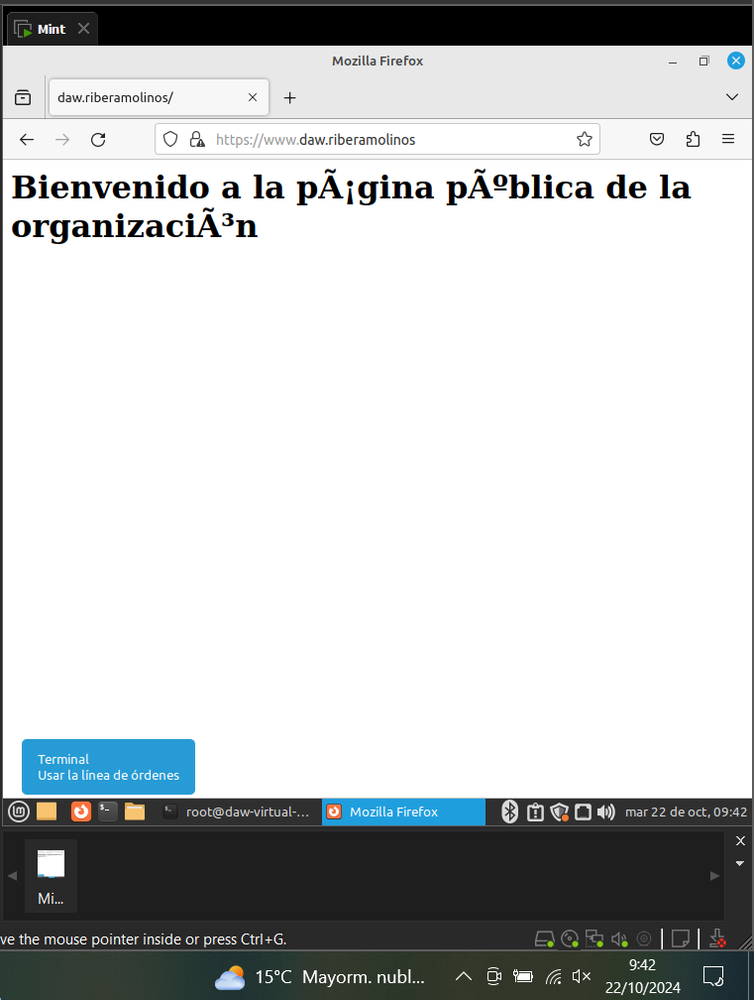 Mint
Mozilla Firefox
daw.riberamolinos/
https://www.daw.riberamolinos
Bienvenido a la pÃ¡gina pÃºblica de la
organizaciÃ³n
Terminal
Usar la línea de órdenes
root@daw-virtual-...
Mozilla Firefox
mar 22 de oct, 09:42
Mi...
ve the mouse pointer inside or press Ctrl+G.
15°C Mayorm. nubl...
9:42
22/10/2024